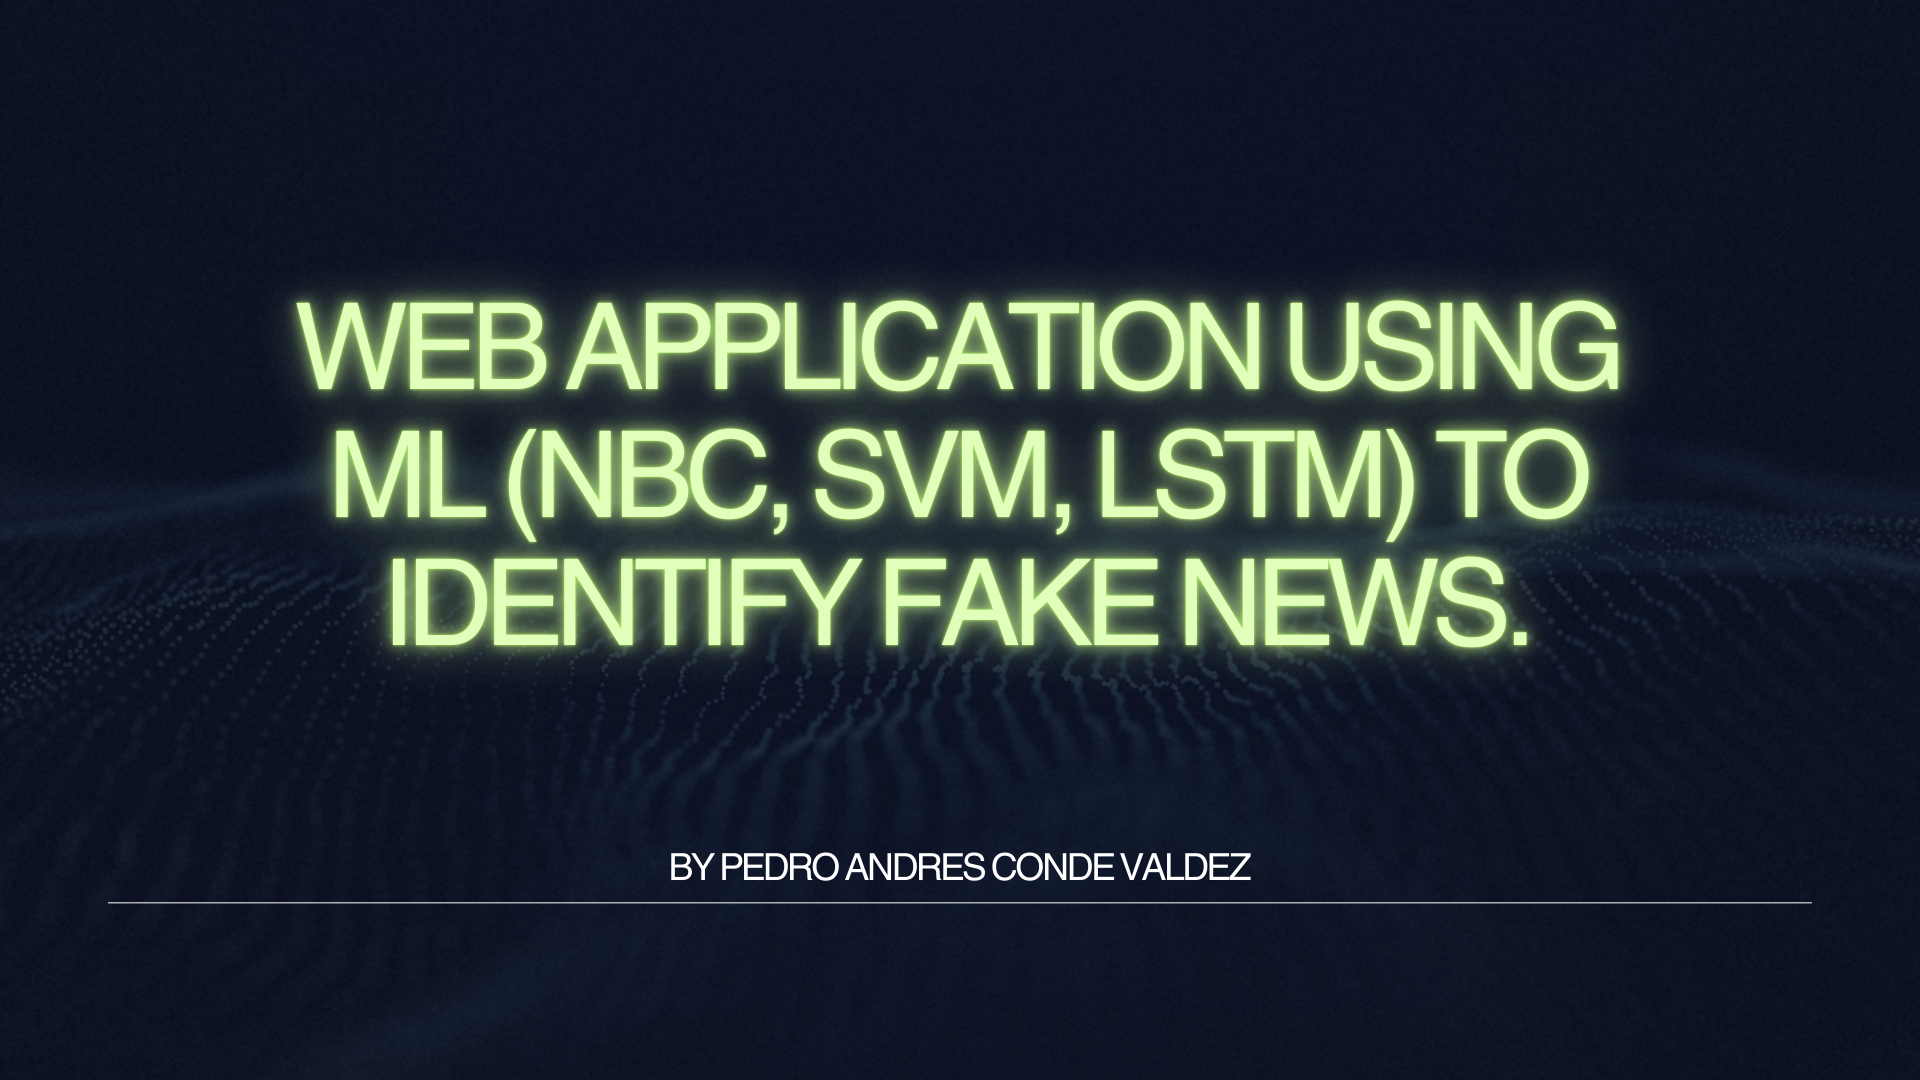 WEB APPLICATION USING
ML (NBC, SVM, LSTM) TO
IDENTIFY FAKE NEWS.
BY PEDRO ANDRES CONDE VALDEZ